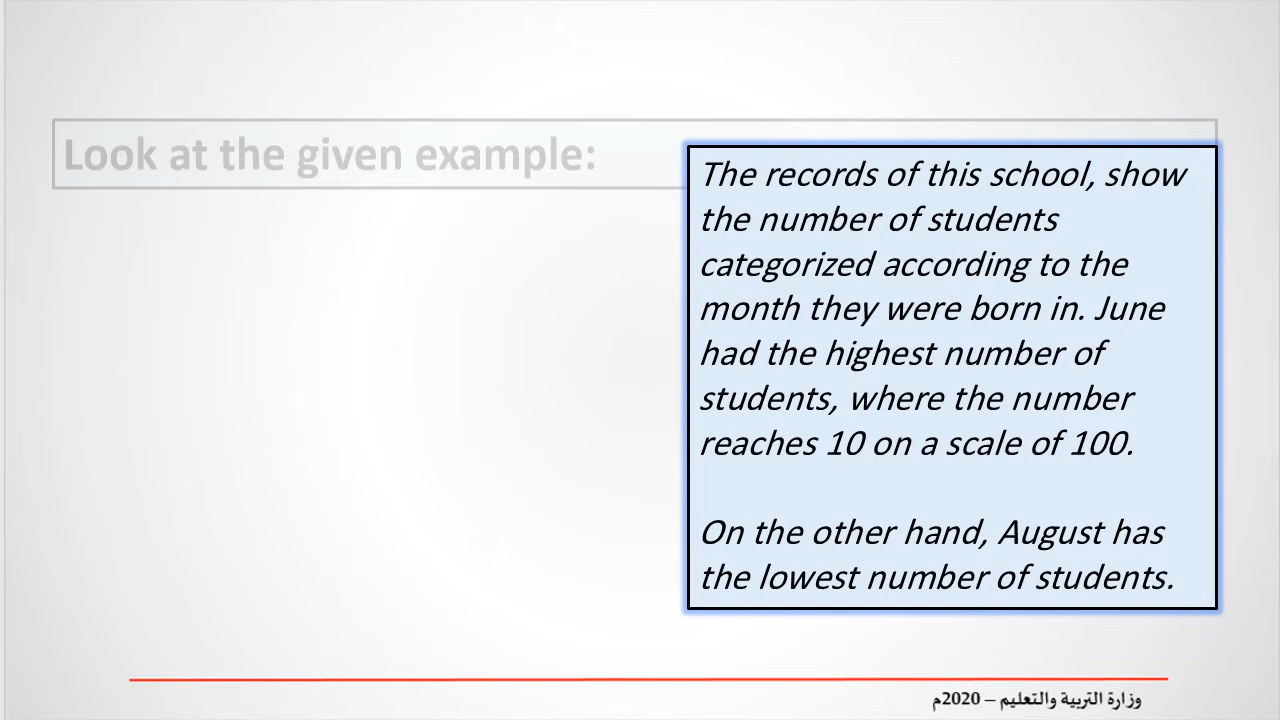 Look at the given example:
The records of this school, show
the number of students
categorized according to the
month they were born in. June
had the highest number of
students, where the number
reaches 10 on a scale of 100.
On the other hand, August has
the lowest number of students.
وزارة التربية والتعليم – 2020م